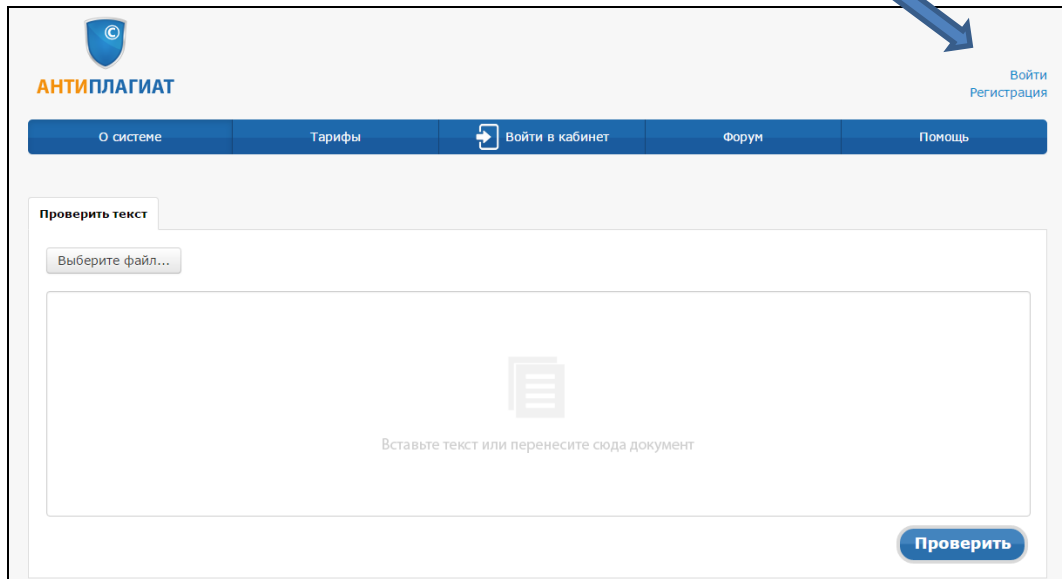 ©
АНТИПЛАГИАТ
Войти
Регистрация
О системе Тарифы Войти в кабинет Форум Помощь
Проверить текст
Выберите файл...
Вставьте текст или перенесите сюда документ
Проверить